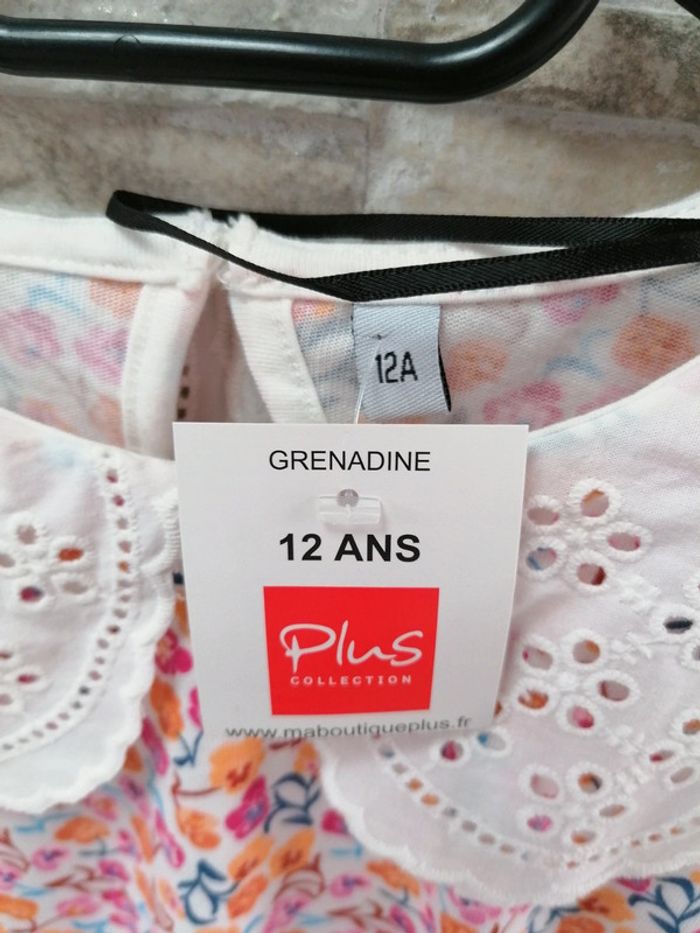 12A
GRENADINE
12 ANS
Plus
COLLECTION
www.maboutiqueplus.fr